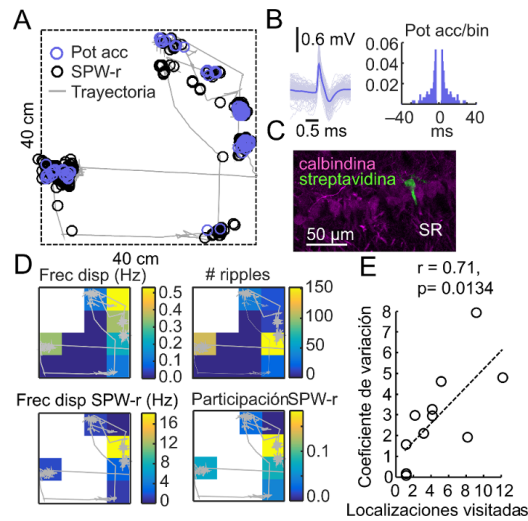 A
Pot acc
SPW-r
Trayectoria
40 cm
40 cm
B
0.6 mV
0.5 ms
Pot acc/bin
0.06
0.04
0.02
-40 0 40
ms
C
calbindina
streptavidina
50 µm
SR
D
Frec disp (Hz)
0.5
0.4
0.3
0.2
0.1
0.0
# ripples
150
100
50
0
Frec disp SPW-r (Hz)
16
12
8
4
0
Participación SPW-r
0.1
0.0
E
r = 0.71,
p= 0.0134
Coeficiente de variación
8
7
6
5
4
3
2
1
0
0 2 4 6 8 10 12
Localizaciones visitadas